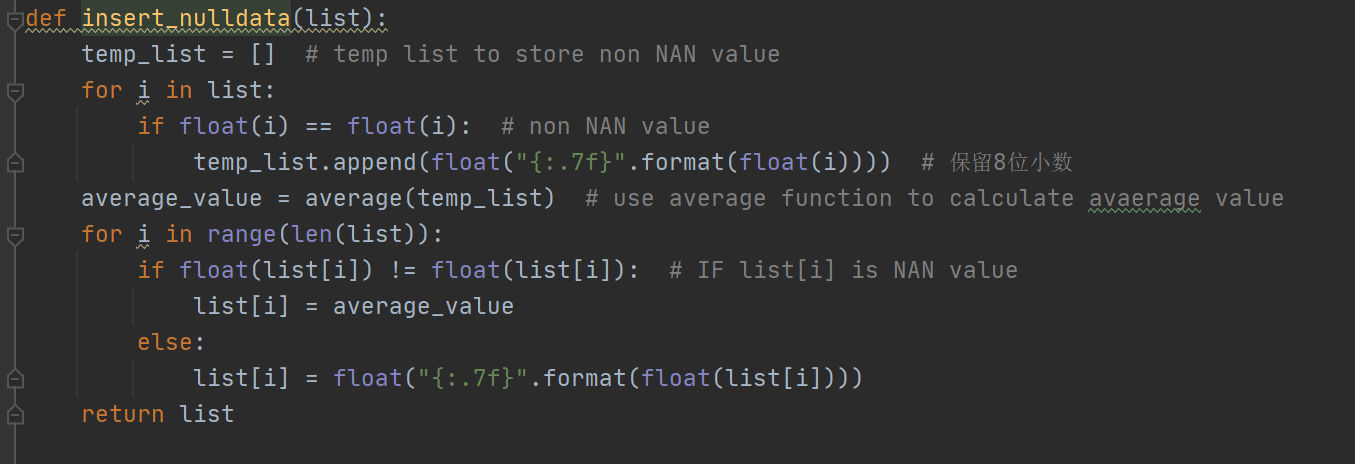 def insert_nulldata(list):
    temp_list = []  # temp list to store non NAN value
    for i in list:
        if float(i) == float(i):  # non NAN value
            temp_list.append(float("{:.7f}".format(float(i))))  # 保留8位小数
    average_value = average(temp_list)  # use average function to calculate avaerage value
    for i in range(len(list)):
        if float(list[i]) != float(list[i]):  # IF list[i] is NAN value
            list[i] = average_value
        else:
            list[i] = float("{:.7f}".format(float(list[i])))
    return list